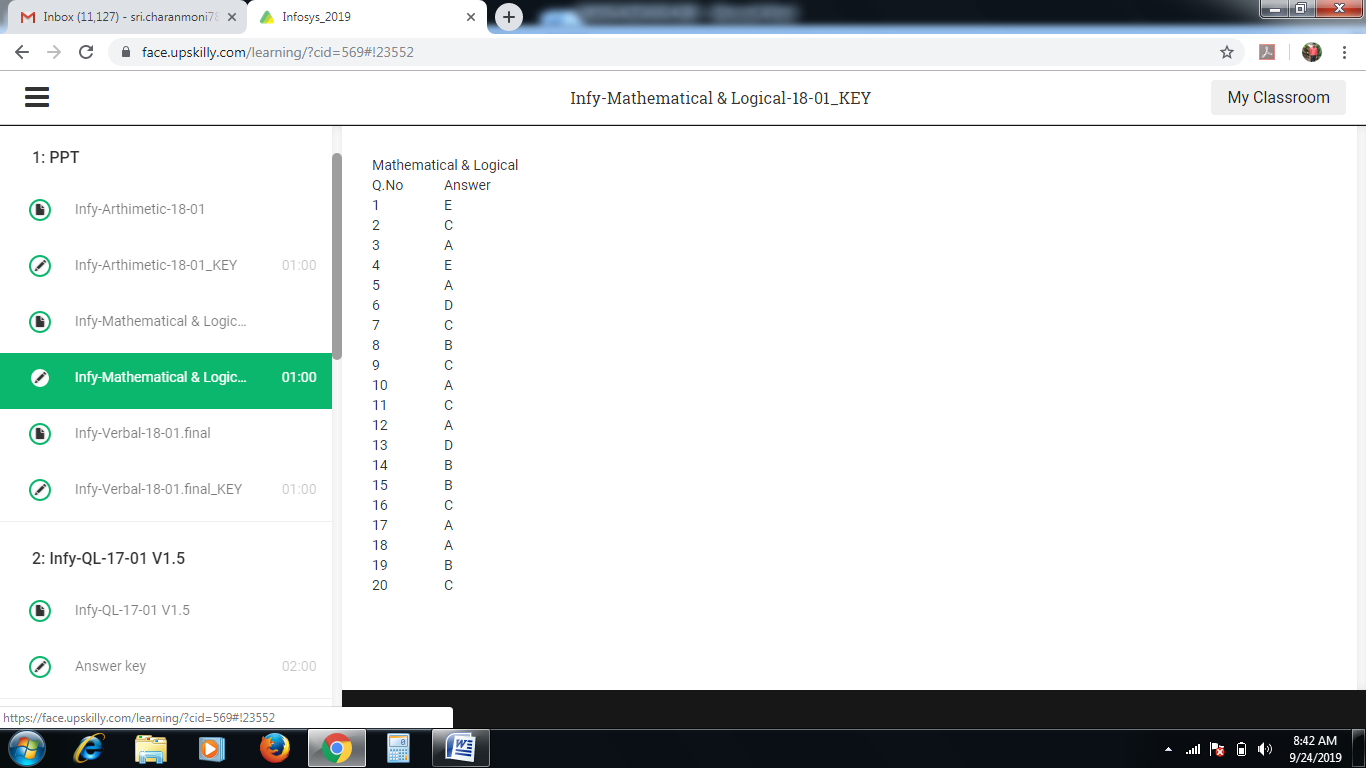 Inbox (11,127) - sri.charanmoni78
Infosys_2019
face.upskilly.com/learning/?cid=569#!23552
Infy-Mathematical & Logical-18-01_KEY
My Classroom
1: PPT
Infy-Arthimetic-18-01
Infy-Arthimetic-18-01_KEY 01:00
Infy-Mathematical & Logic...
Infy-Mathematical & Logic... 01:00
Infy-Verbal-18-01.final
Infy-Verbal-18-01.final_KEY 01:00
2: Infy-QL-17-01 V1.5
Infy-QL-17-01 V1.5
Answer key 02:00
Mathematical & Logical
Q.No Answer
1 E
2 C
3 A
4 E
5 A
6 D
7 C
8 B
9 C
10 A
11 C
12 A
13 D
14 B
15 B
16 C
17 A
18 A
19 B
20 C
https://face.upskilly.com/learning/?cid=569#!23552
8:42 AM
9/24/2019